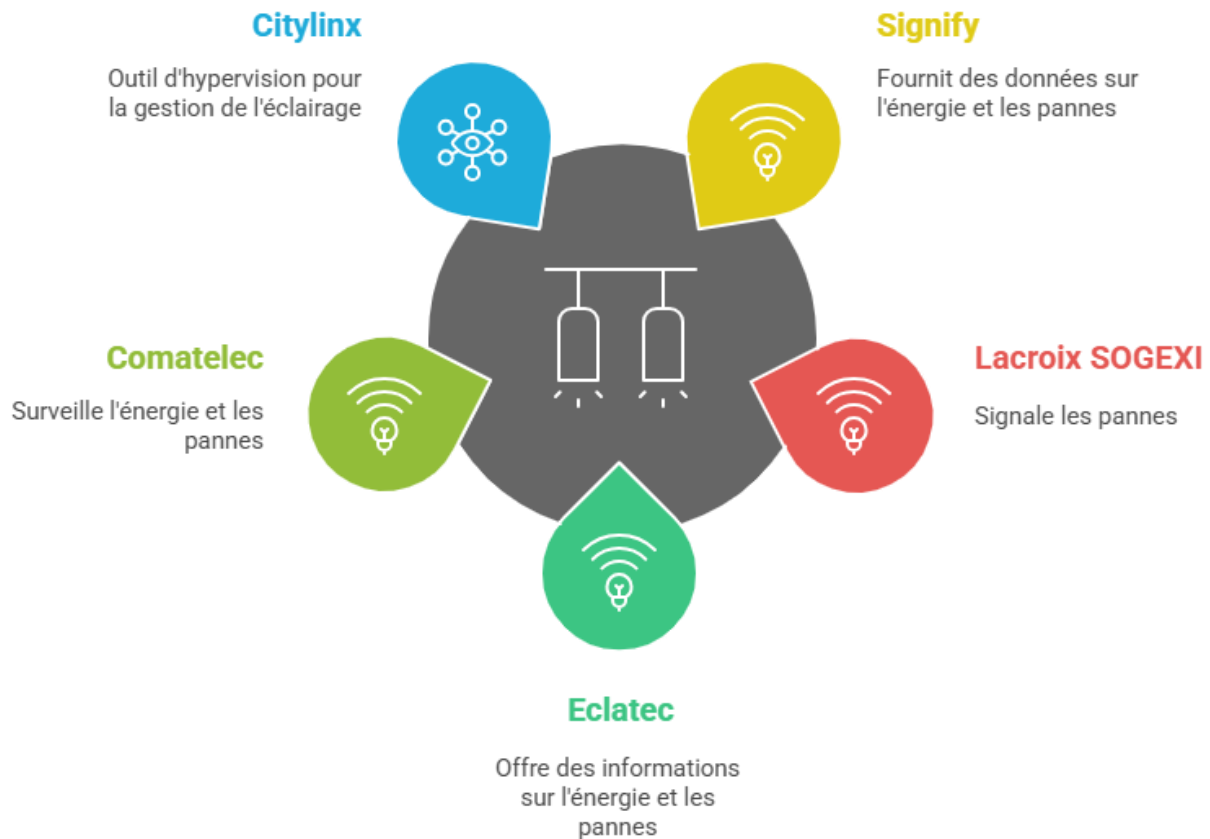 Citylinx
Outil d'hypervision pour
la gestion de l'éclairage
Signify
Fournit des données sur
l'énergie et les pannes
Comatelec
Surveille l'énergie et les
pannes
Lacroix SOGEXI
Signale les pannes
Eclatec
Offre des informations
sur l'énergie et les
pannes